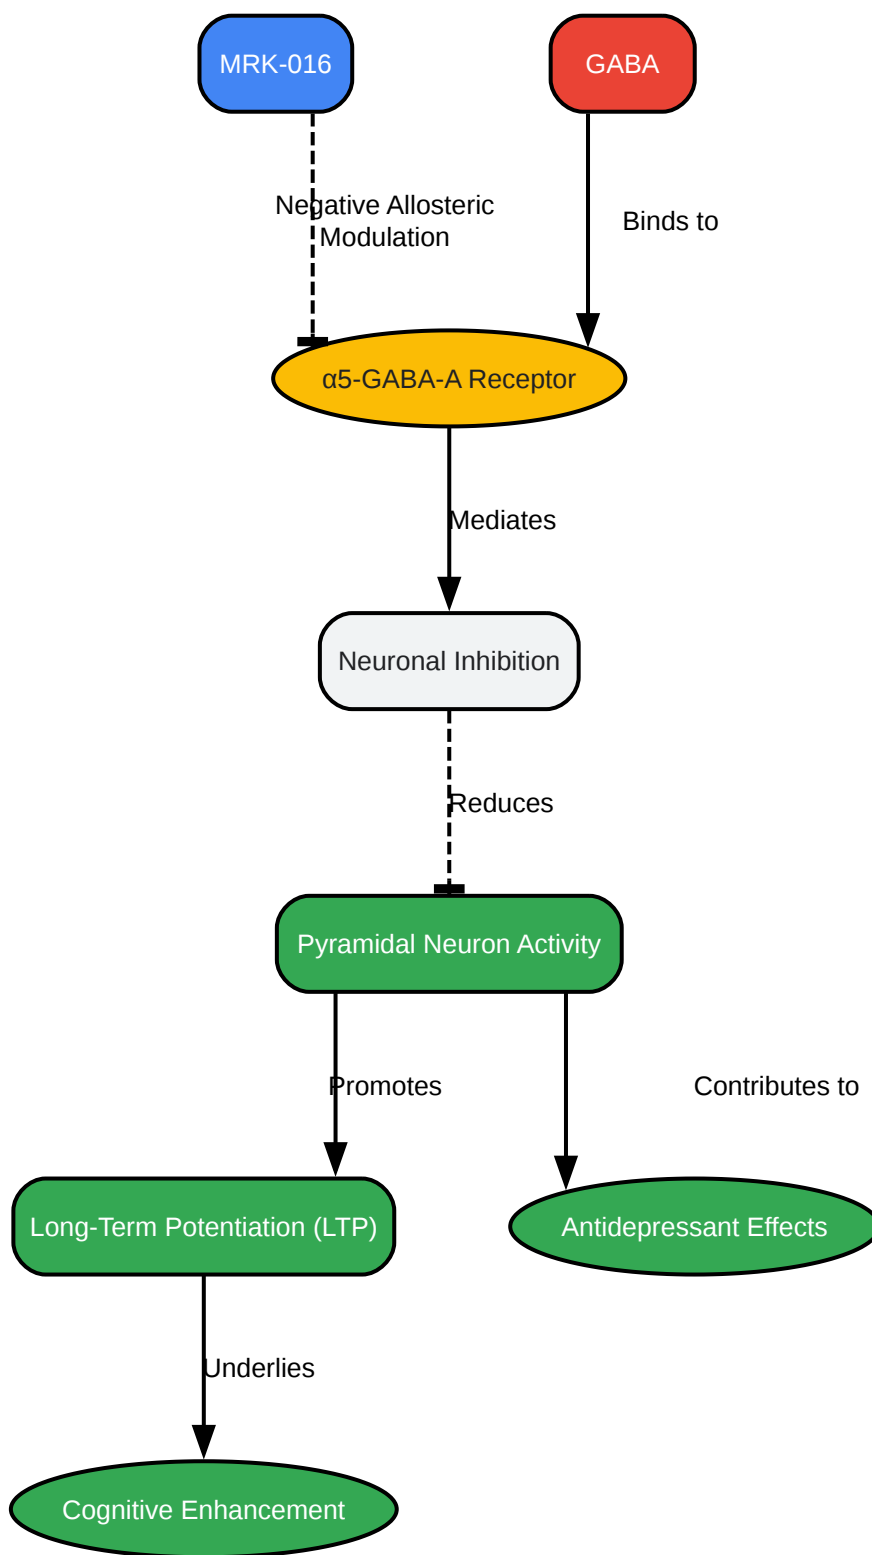 MRK-016
GABA
Negative Allosteric
Modulation
Binds to
α5-GABA-A Receptor
Mediates
Neuronal Inhibition
Reduces
Pyramidal Neuron Activity
Promotes
Contributes to
Long-Term Potentiation (LTP)
Antidepressant Effects
Underlies
Cognitive Enhancement